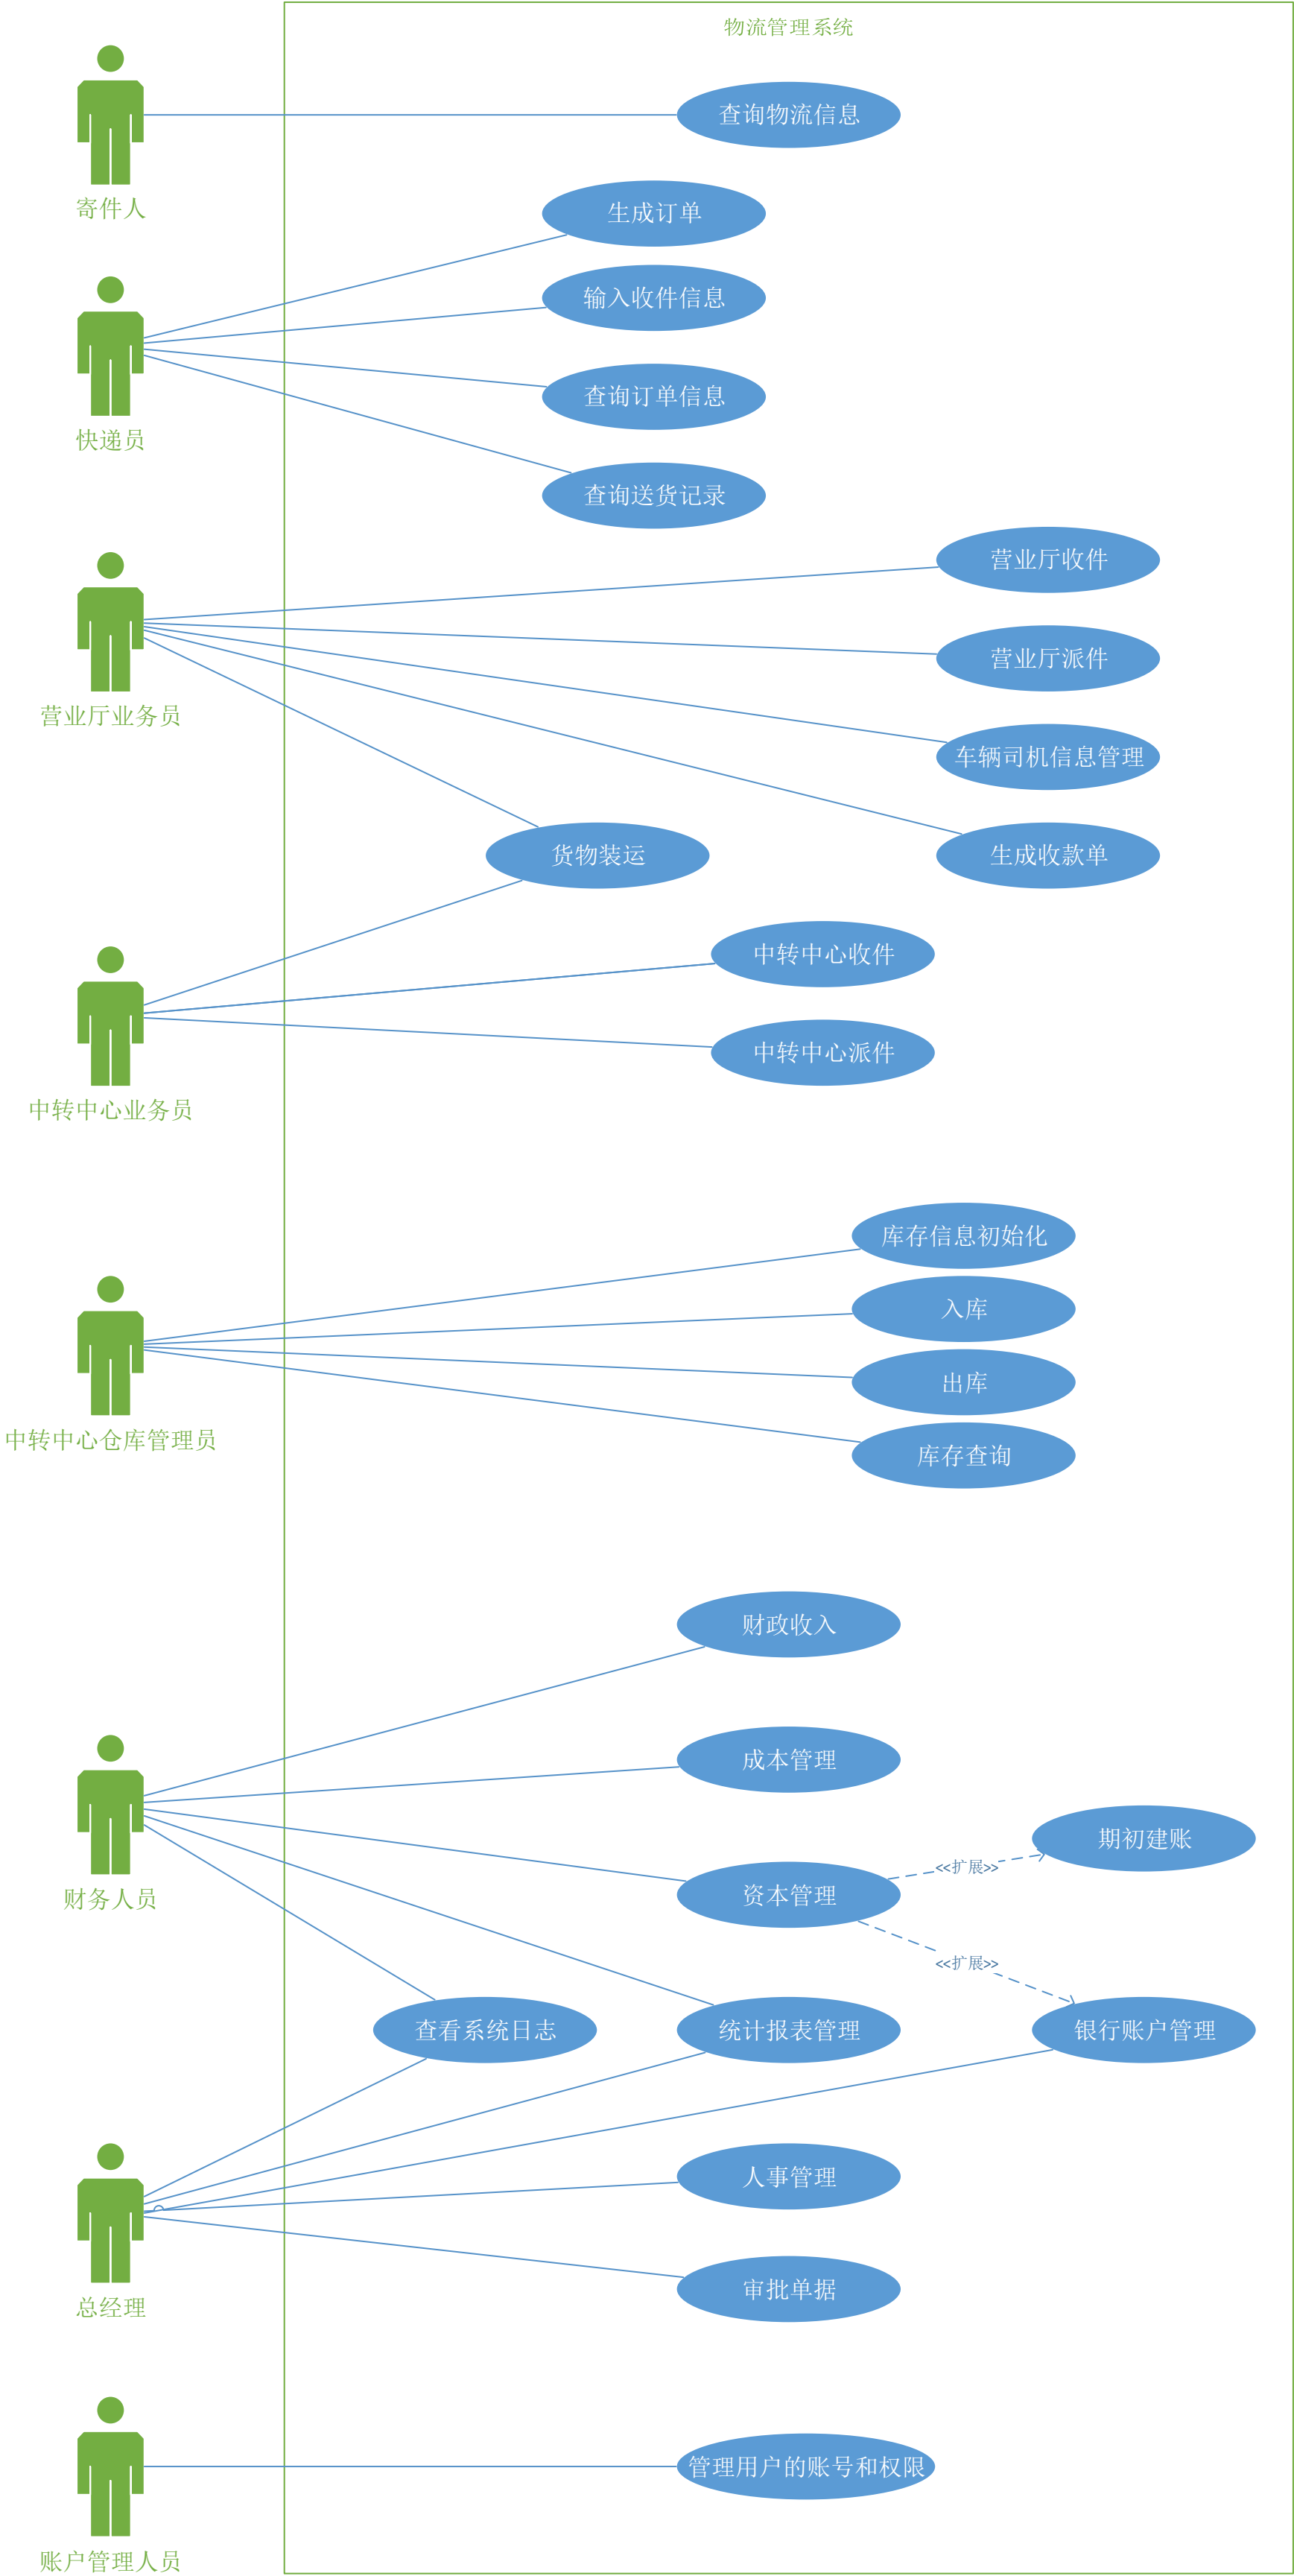 物流管理系统
查询物流信息
寄件人
生成订单
输入收件信息
查询订单信息
快递员
查询送货记录
营业厅收件
营业厅派件
营业厅业务员
车辆司机信息管理
货物装运
生成收款单
中转中心收件
中转中心派件
中转中心业务员
库存信息初始化
入库
出库
中转中心仓库管理员
库存查询
财政收入
成本管理
期初建账
<<扩展>>
资本管理
财务人员
<<扩展>>
查看系统日志
统计报表管理
银行账户管理
人事管理
审批单据
总经理
管理用户的账号和权限
账户管理人员